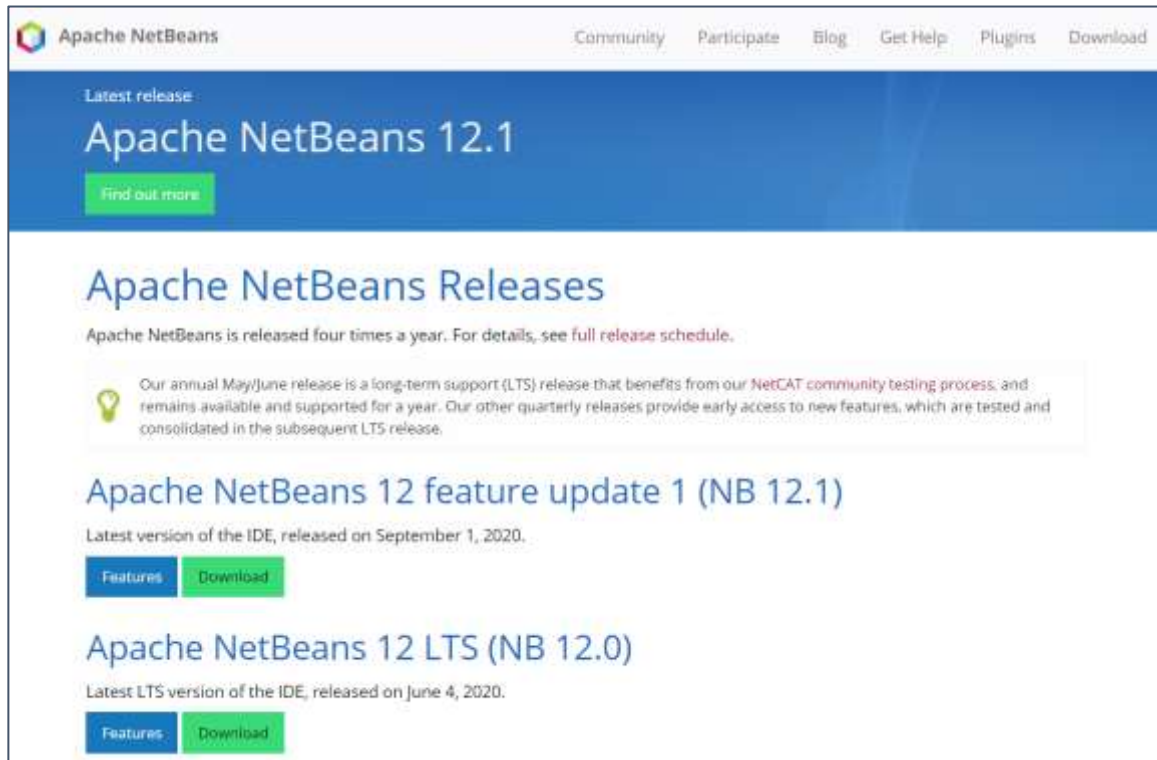 Apache NetBeans
Community Participate Blog Get Help Plugins Download
Latest release
Apache NetBeans 12.1
Find out more
Apache NetBeans Releases
Apache NetBeans is released four times a year. For details, see full release schedule.
Our annual May/June release is a long-term support (LTS) release that benefits from our NetCAT community testing process, and
remains available and supported for a year. Our other quarterly releases provide early access to new features, which are tested and
consolidated in the subsequent LTS release.
Apache NetBeans 12 feature update 1 (NB 12.1)
Latest version of the IDE, released on September 1, 2020.
Features Download
Apache NetBeans 12 LTS (NB 12.0)
Latest LTS version of the IDE, released on June 4, 2020.
Features Download